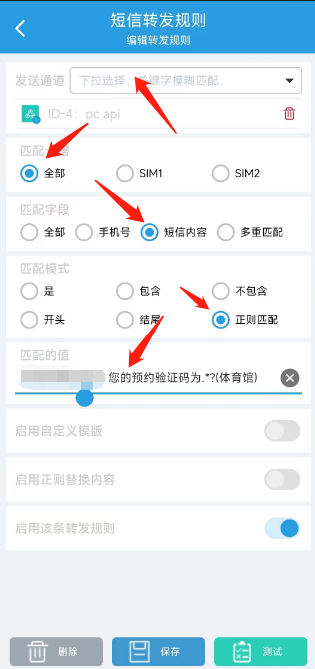 短信转发规则
编辑转发规则
发送通道 下拉选择，关键字模糊匹配
ID-4：pc api
匹配卡槽
全部 SIM1 SIM2
匹配字段
全部 手机号 短信内容 多重匹配
匹配模式
是 包含 不包含
开头 结尾 正则匹配
匹配的值
您的预约验证码为.*?(体育馆)
启用自定义模版
启用正则替换内容
启用该条转发规则
删除 保存 测试